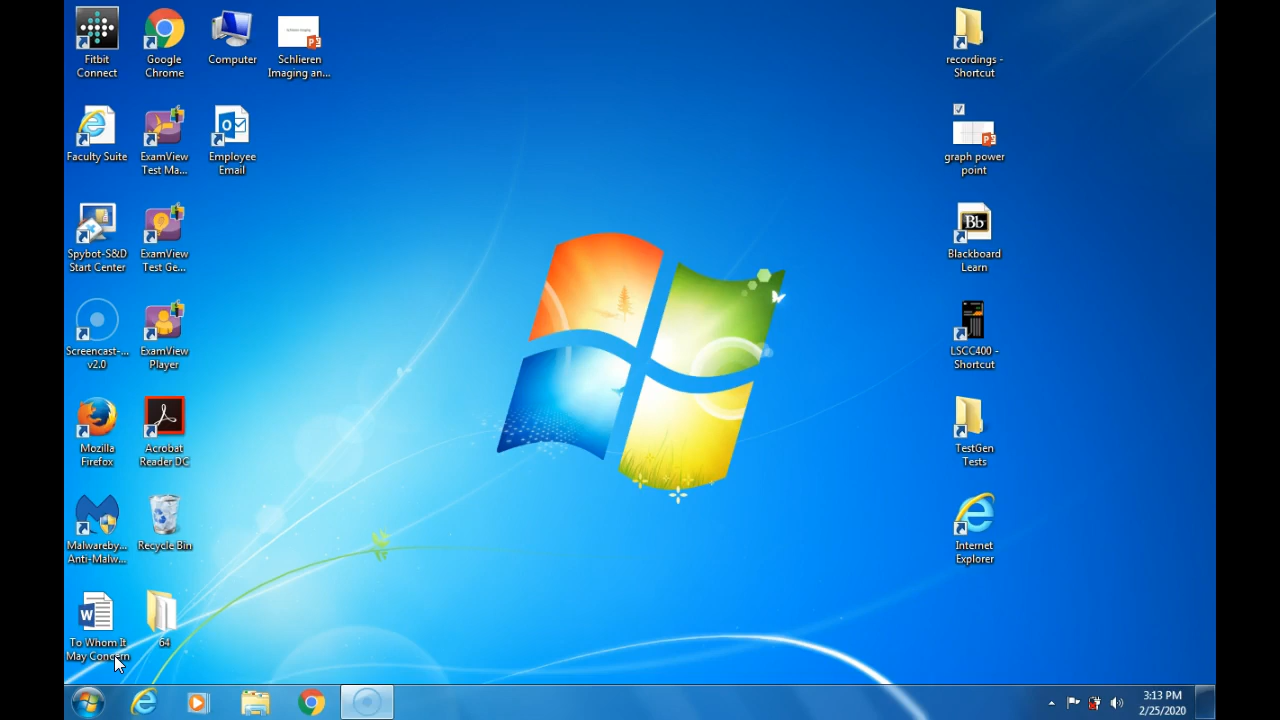 Fitbit
Connect
Google
Chrome
Computer
Schlieren
Imaging an...
Faculty Suite
ExamView
Test Ma...
Employee
Email
Spybot-S&D
Start Center
ExamView
Test Ge...
Screencast-...
v2.0
ExamView
Player
Mozilla
Firefox
Acrobat
Reader DC
Malwareby...
Anti-Malw...
Recycle Bin
To Whom It
May Concern
64
recordings -
Shortcut
graph power
point
Bb
Blackboard
Learn
LSCC400 -
Shortcut
TestGen
Tests
Internet
Explorer
3:13 PM
2/25/2020